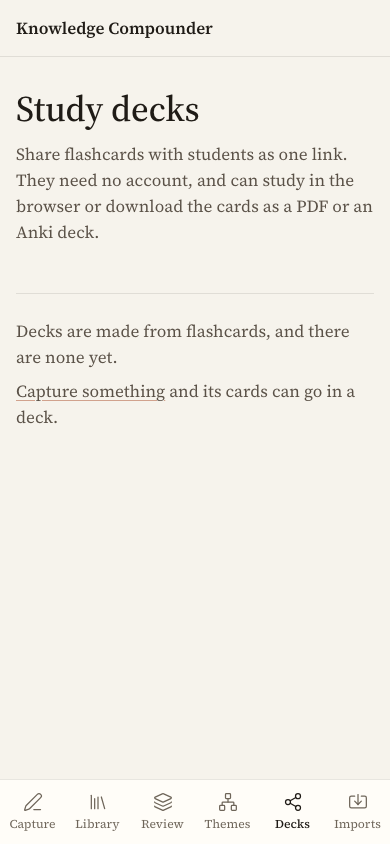 Knowledge Compounder
Study decks
Share flashcards with students as one link.
They need no account, and can study in the
browser or download the cards as a PDF or an
Anki deck.
Decks are made from flashcards, and there
are none yet.
Capture something and its cards can go in a
deck.
Capture
Library
Review
Themes
Decks
Imports